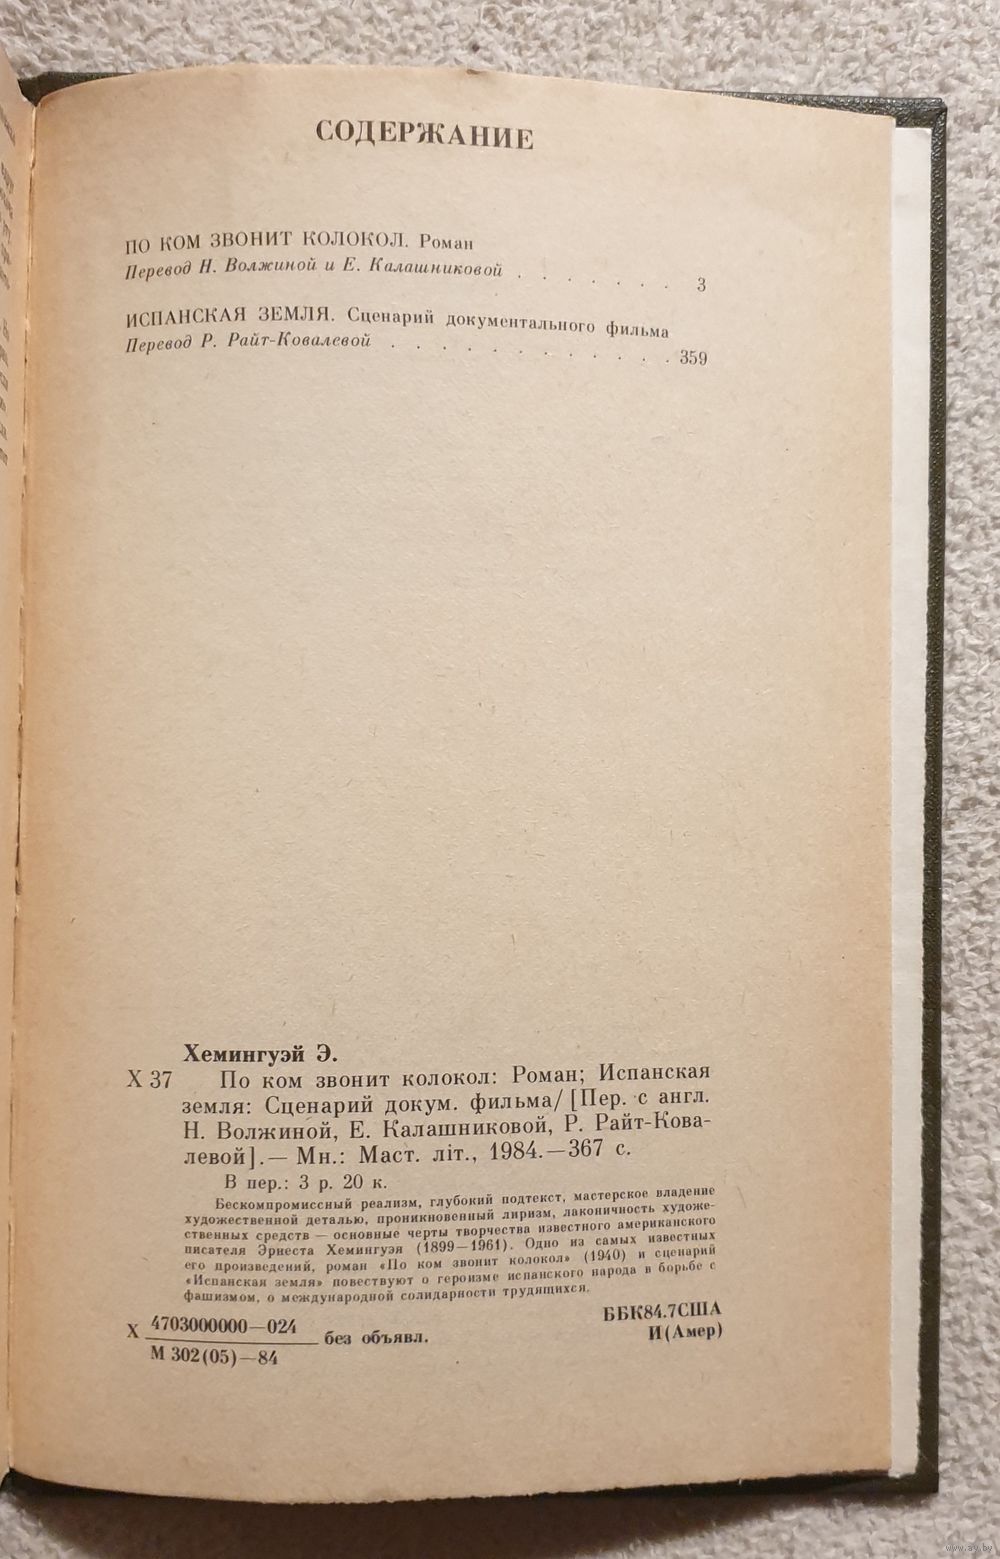 СОДЕРЖАНИЕ
ПО КОМ ЗВОНИТ КОЛОКОЛ. Роман
Перевод Н. Волжиной и Е. Калашниковой . . . . . . . 3
ИСПАНСКАЯ ЗЕМЛЯ. Сценарий документального фильма
Перевод Р. Райт-Ковалевой . . . . . . . . . . . . 359
Хемингуэй Э.
Х 37 По ком звонит колокол: Роман; Испанская
земля: Сценарий докум. фильма/[Пер. с англ.
Н. Волжиной, Е. Калашниковой, Р. Райт-Кова-
левой].— Мн.: Маст. літ., 1984.—367 с.
В пер.: 3 р. 20 к.
Бескомпромиссный реализм, глубокий подтекст, мастерское владение
художественной деталью, проникновенный лиризм, лаконичность художе-
ственных средств — основные черты творчества известного американского
писателя Эрнеста Хемингуэя (1899—1961). Одно из самых известных
его произведений, роман «По ком звонит колокол» (1940) и сценарий
«Испанская земля» повествуют о героизме испанского народа в борьбе с
фашизмом, о международной солидарности трудящихся.
Х 4703000000—024 без объявл.
М 302(05)—84
ББК84.7США
И(Амер)
www.ay.by